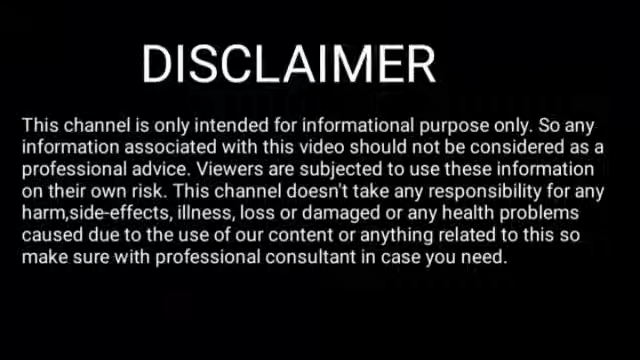 DISCLAIMER
This channel is only intended for informational purpose only. So any
information associated with this video should not be considered as a
professional advice. Viewers are subjected to use these information
on their own risk. This channel doesn't take any responsibility for any
harm,side-effects, illness, loss or damaged or any health problems
caused due to the use of our content or anything related to this so
make sure with professional consultant in case you need.